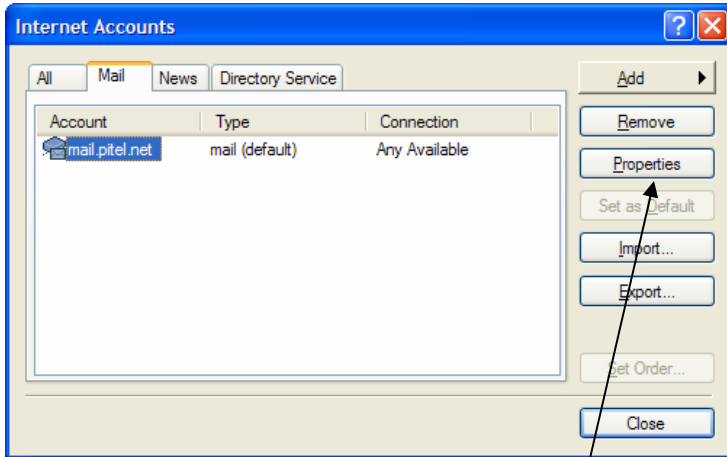 Internet Accounts
All Mail News Directory Service
Account Type Connection
mail.pitel.net mail (default) Any Available
Add
Remove
Properties
Set as Default
Import...
Export...
Set Order...
Close